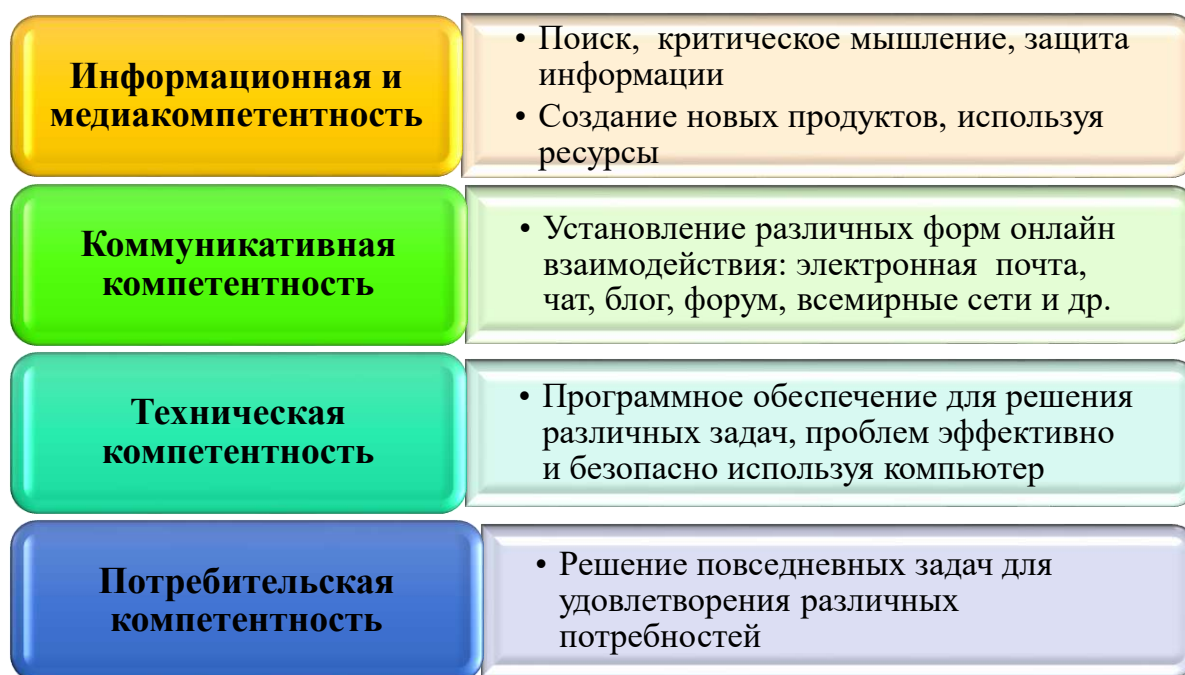 Информационная и
медиакомпетентность
• Поиск, критическое мышление, защита
информации
• Создание новых продуктов, используя
ресурсы
Коммуникативная
компетентность
• Установление различных форм онлайн
взаимодействия: электронная почта,
чат, блог, форум, всемирные сети и др.
Техническая
компетентность
• Программное обеспечение для решения
различных задач, проблем эффективно
и безопасно используя компьютер
Потребительская
компетентность
• Решение повседневных задач для
удовлетворения различных
потребностей